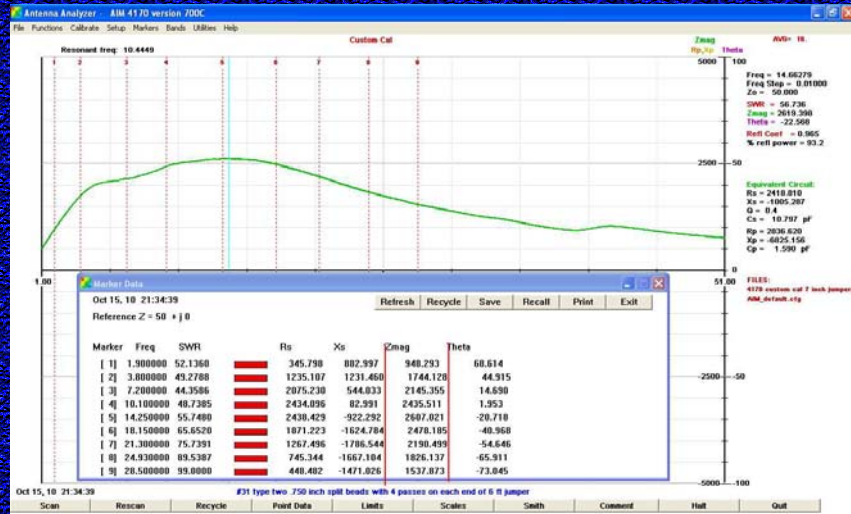 Antenna Analyzer - AIM 4170 version 700C
File Functions Calibrate Setup Markers Bands Utilities Help
Custom Cal
Zmag
Rp,Xp Theta
AVG= 10.
Resonant freq: 10.4449
1 2 3 4 5 6 7 8 9
5000 100
Freq = 14.66279
Freq Step = 0.01000
Zo = 50.000
SWR = 56.736
Zmag = 2619.398
Theta = -22.568
Refl Coef = 0.965
% refl power = 93.2
2500 50
Equivalent Circuit:
Rs = 2418.810
Xs = -1005.287
Q = 0.4
Cs = 10.797 pF
Rp = 2836.620
Xp = -6825.156
Cp = 1.590 pF
0
1.00 51.00
FILES:
4170 custom cal 7 inch jumper
AIM_default.cfg
Marker Data
Oct 15, 10 21:34:39
Refresh Recycle Save Recall Print Exit
Reference Z = 50 + j 0
Marker Freq SWR Rs Xs Zmag Theta
[ 1] 1.900000 52.1360 345.798 882.997 948.293 68.614
[ 2] 3.800000 49.2788 1235.107 1231.460 1744.128 44.915
[ 3] 7.200000 44.3586 2075.230 544.033 2145.355 14.690
[ 4] 10.100000 48.7305 2434.096 82.991 2435.511 1.953
[ 5] 14.250000 55.7480 2438.429 -922.292 2607.021 -20.718
[ 6] 18.150000 65.6520 1871.223 -1624.784 2478.185 -40.968
[ 7] 21.300000 75.7391 1267.496 -1786.544 2190.499 -54.646
[ 8] 24.930000 89.5387 745.344 -1667.104 1826.137 -65.911
[ 9] 28.500000 99.0000 448.482 -1471.026 1537.873 -73.045
-2500 -50
-5000 -100
Oct 15, 10 21:34:39
#31 type two .750 inch split beads with 4 passes on each end of 6 ft jumper
Scan Rescan Recycle Point Data Limits Scales Smith Comment Halt Quit